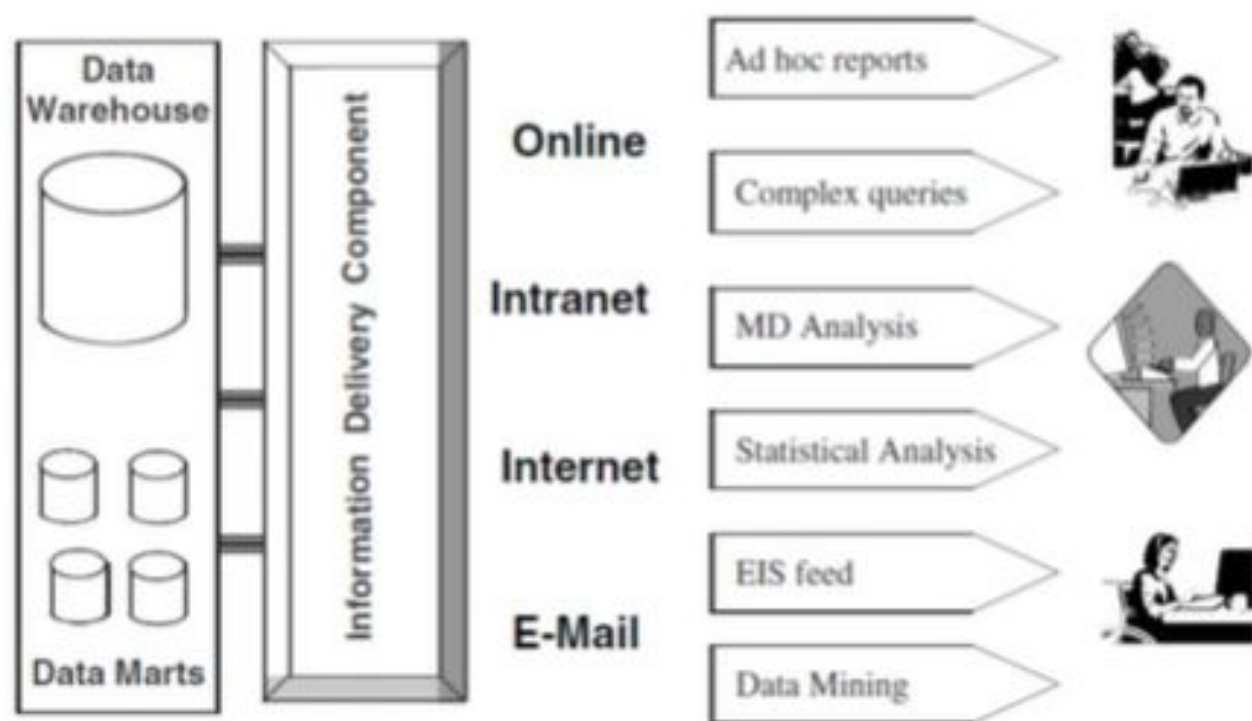 Data
Warehouse
Data Marts
Information Delivery Component
Online
Intranet
Internet
E-Mail
Ad hoc reports
Complex queries
MD Analysis
Statistical Analysis
EIS feed
Data Mining